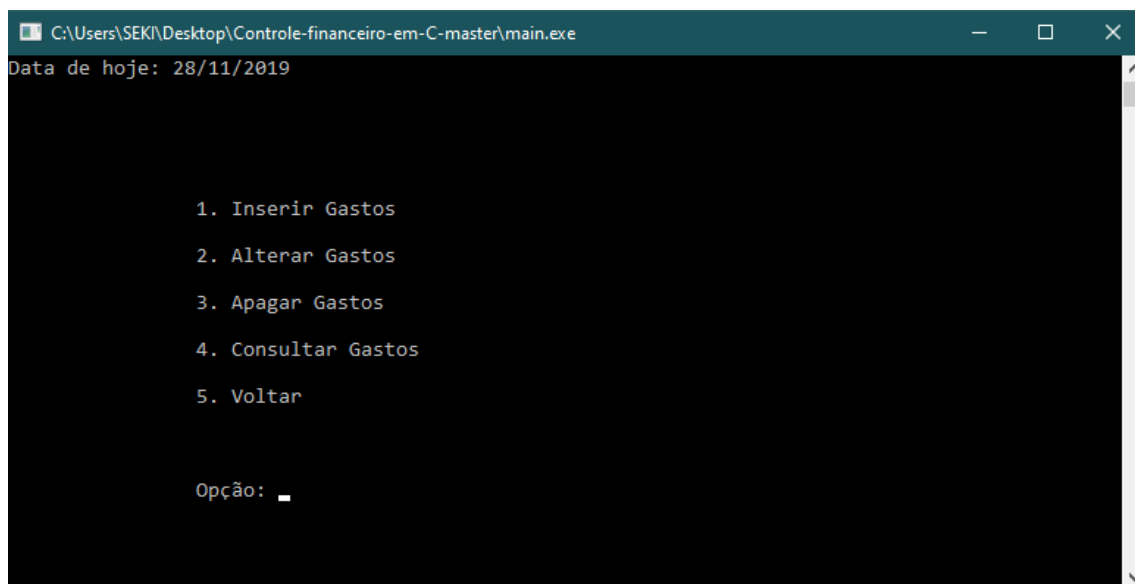 C:\Users\SEKI\Desktop\Controle-financeiro-em-C-master\main.exe
Data de hoje: 28/11/2019
1. Inserir Gastos
2. Alterar Gastos
3. Apagar Gastos
4. Consultar Gastos
5. Voltar
Opção: